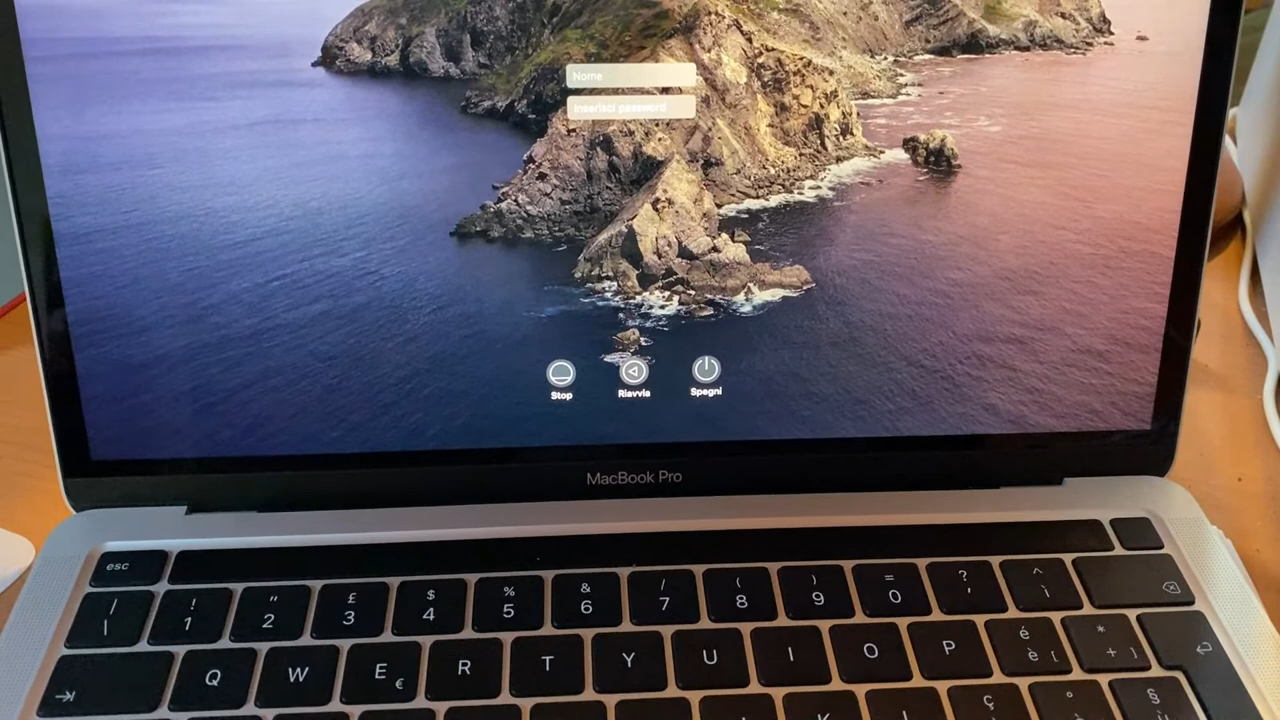 Nome
Inserisci password
Stop Riavvia Spegni
MacBook Pro
esc
| ! " £ $ % & / ( ) = ? ^
\ 1 2 3 4 5 6 7 8 9 0 ' ì
Q W E € R T Y U I O P é è [ * + ]
ç ° §